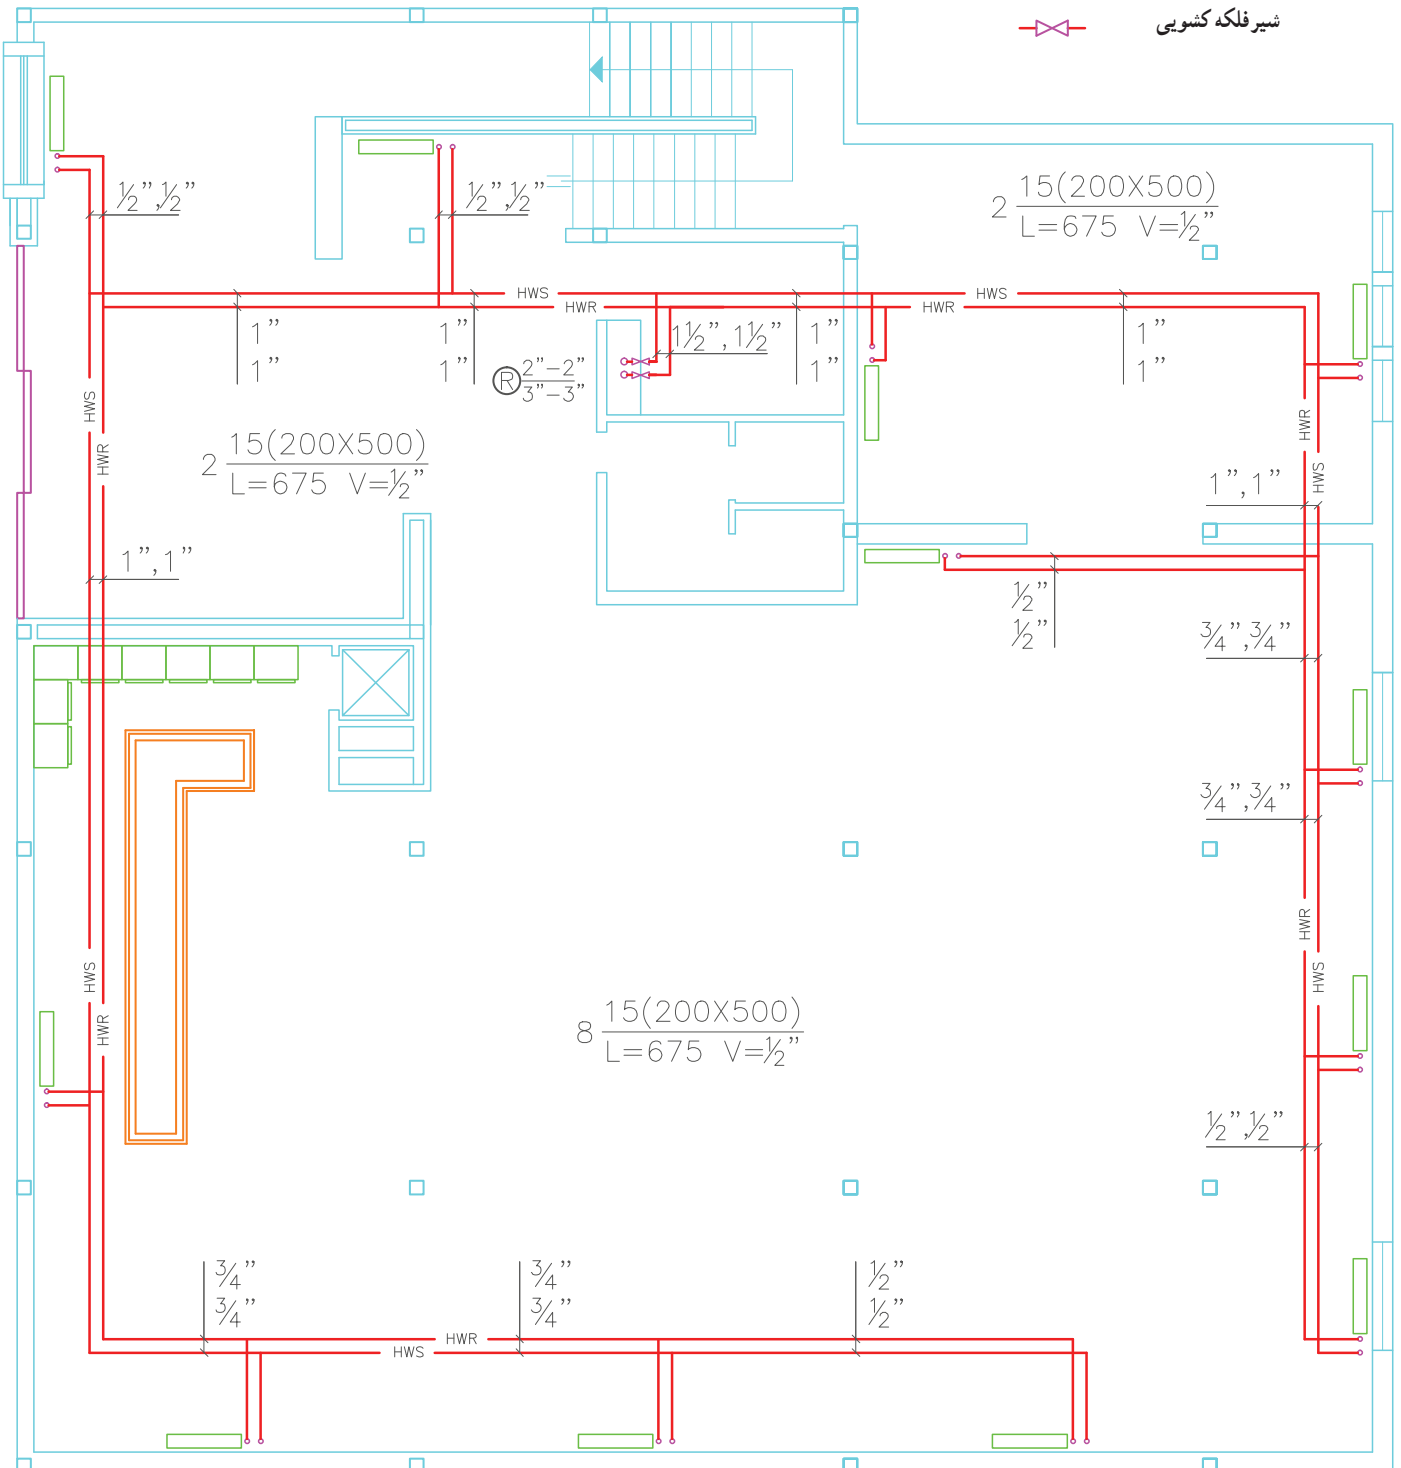 شیر فلکه کشویی
½”,½”
½”,½”
2 15(200X500)
L=675 V=½”
HWS
HWS
HWR
HWR
1”
1”
1”
1”
1½”, 1½”
1”
1”
1”
1”
R 2”-2”
3”-3”
HWS
HWR
HWR
HWS
2 15(200X500)
L=675 V=½”
1”,1”
1”,1”
½”
½”
¾”,¾”
¾”,¾”
HWR
HWS
HWS
HWR
8 15(200X500)
L=675 V=½”
½”,½”
¾”
¾”
¾”
¾”
½”
½”
HWR
HWS